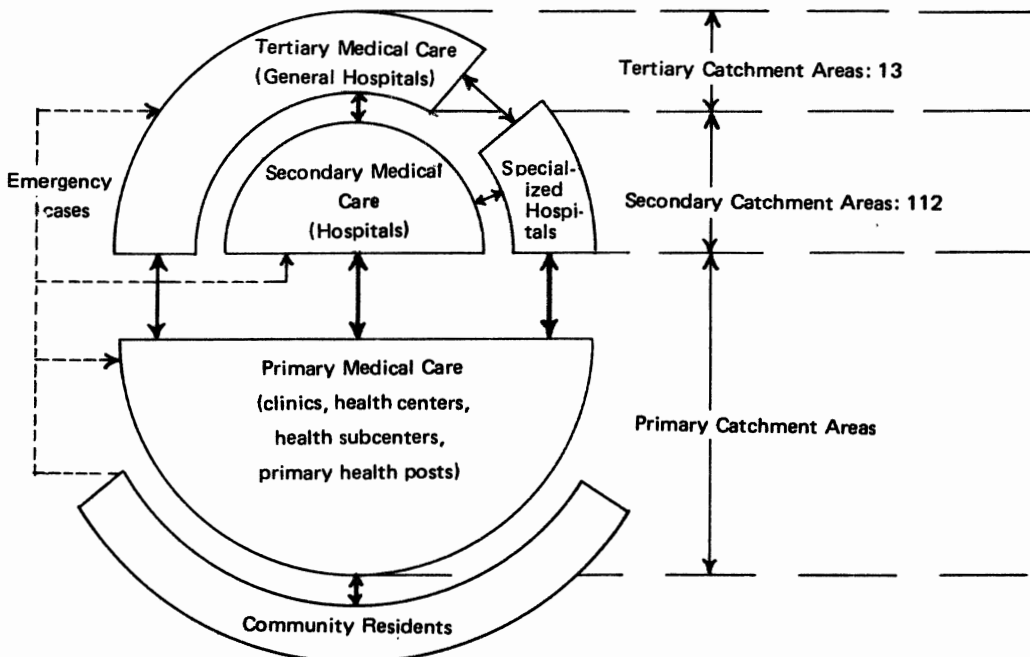 Tertiary Medical Care
(General Hospitals)
Tertiary Catchment Areas: 13
Emergency
cases
Secondary Medical
Care
(Hospitals)
Special-
ized
Hospi-
tals
Secondary Catchment Areas: 112
Primary Medical Care
(clinics, health centers,
health subcenters,
primary health posts)
Primary Catchment Areas
Community Residents